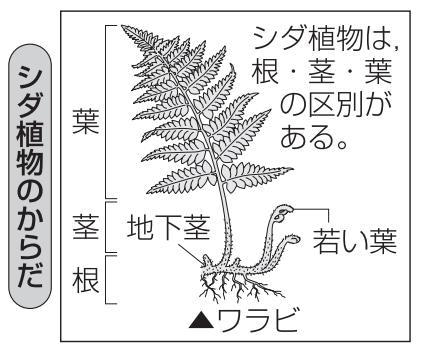 シダ植物のからだ
シダ植物は，
根・茎・葉
の区別が
ある。
葉
茎
地下茎
若い葉
根
▲ワラビ